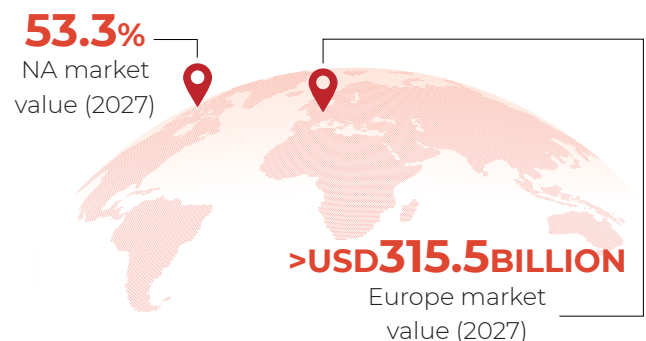 53.3%
NA market
value (2027)
>USD315.5BILLION
Europe market
value (2027)